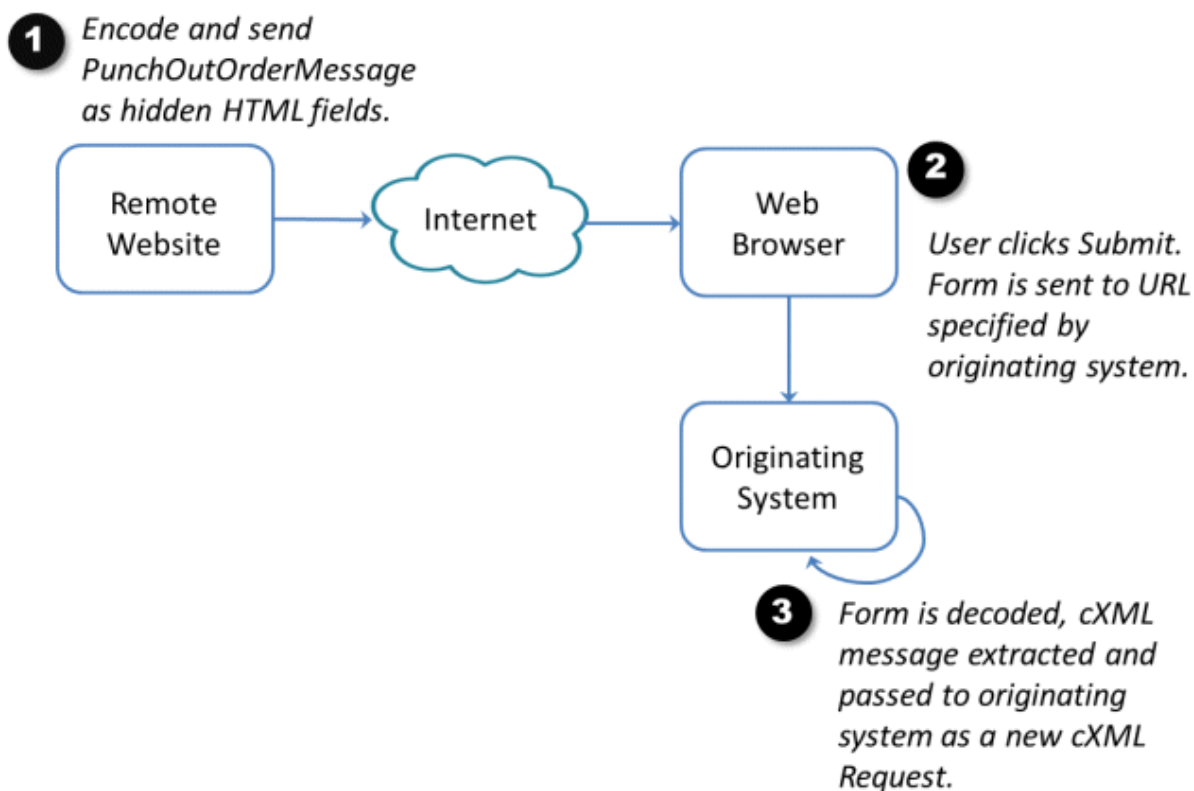 1
Encode and send
PunchOutOrderMessage
as hidden HTML fields.
Remote
Website
Internet
Web
Browser
2
User clicks Submit.
Form is sent to URL
specified by
originating system.
Originating
System
3
Form is decoded, cXML
message extracted and
passed to originating
system as a new cXML
Request.